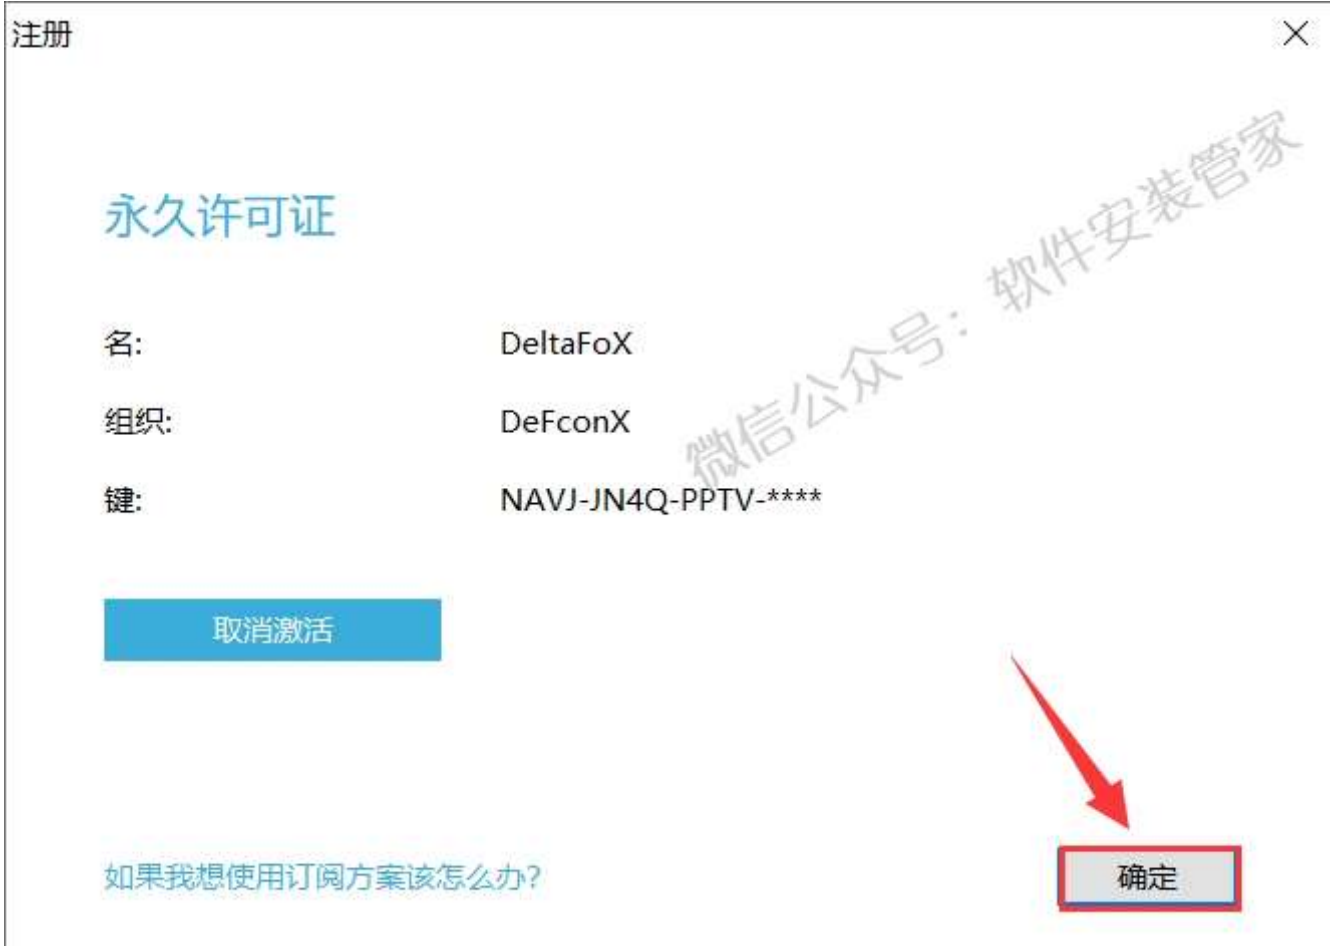 注册
永久许可证
名: DeltaFoX
组织: DeFconX
键: NAVJ-JN4Q-PPTV-****
取消激活
如果我想使用订阅方案该怎么办?
确定
微信公众号：软件安装管家